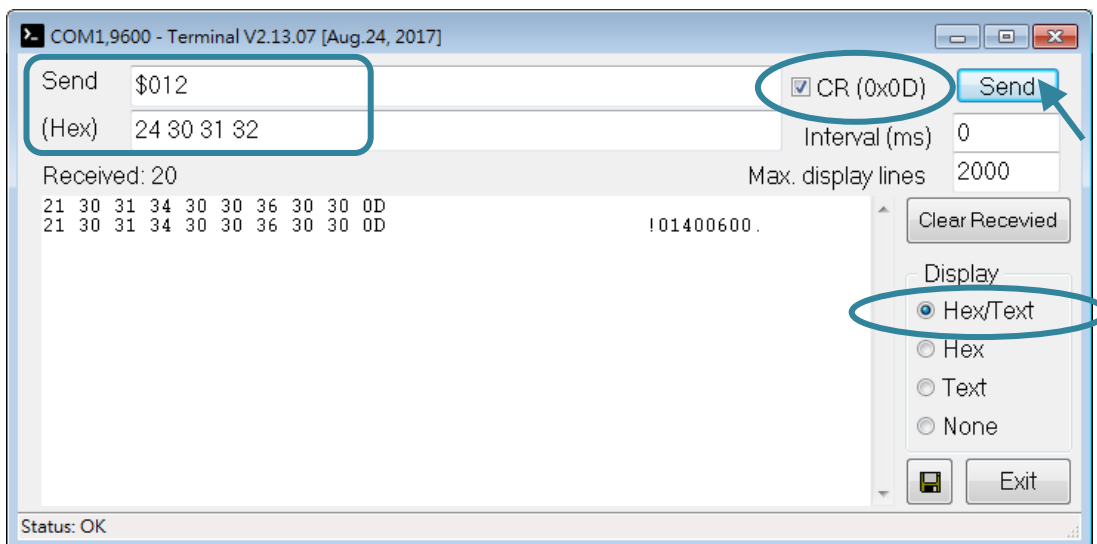 COM1,9600 - Terminal V2.13.07 [Aug.24, 2017]
Send $012 CR (0x0D) Send
(Hex) 24 30 31 32 Interval (ms) 0
Received: 20 Max. display lines 2000
21 30 31 34 30 30 36 30 30 0D
21 30 31 34 30 30 36 30 30 0D !01400600.
Clear Recevied
Display
Hex/Text
Hex
Text
None
Exit
Status: OK